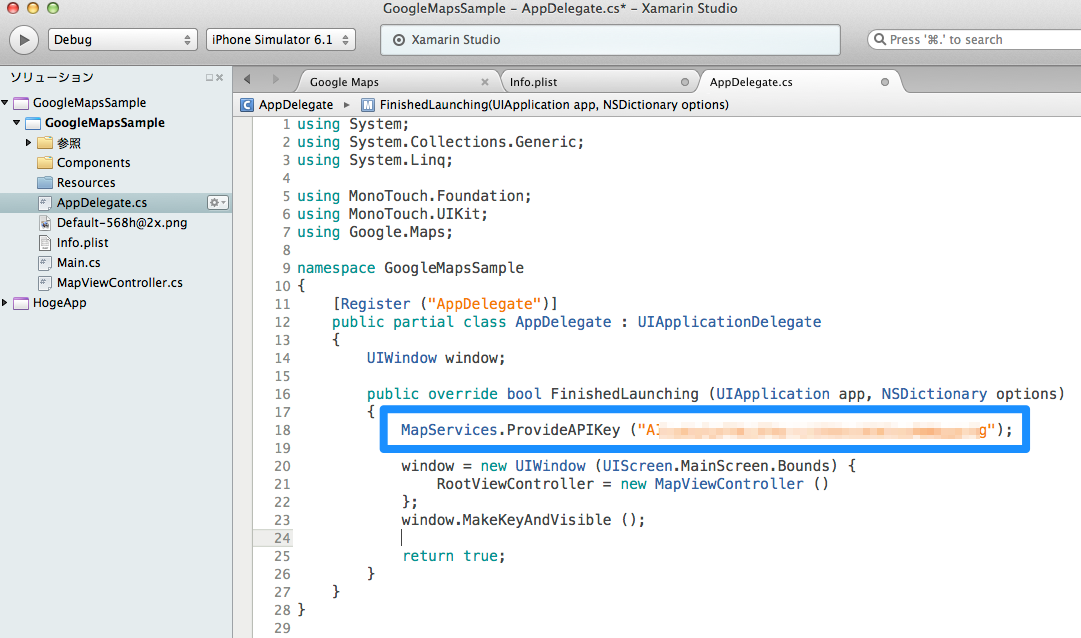 GoogleMapsSample – AppDelegate.cs* – Xamarin Studio
Debug
iPhone Simulator 6.1
Xamarin Studio
Press '⌘.' to search
ソリューション
GoogleMapsSample
GoogleMapsSample
参照
Components
Resources
AppDelegate.cs
Default-568h@2x.png
Info.plist
Main.cs
MapViewController.cs
HogeApp
Google Maps
Info.plist
AppDelegate.cs
C AppDelegate ▸ M FinishedLaunching(UIApplication app, NSDictionary options)
1 using System;
2 using System.Collections.Generic;
3 using System.Linq;
4
5 using MonoTouch.Foundation;
6 using MonoTouch.UIKit;
7 using Google.Maps;
8
9 namespace GoogleMapsSample
10 {
11 [Register ("AppDelegate")]
12 public partial class AppDelegate : UIApplicationDelegate
13 {
14 UIWindow window;
15
16 public override bool FinishedLaunching (UIApplication app, NSDictionary options)
17 {
18 MapServices.ProvideAPIKey ("A g");
19
20 window = new UIWindow (UIScreen.MainScreen.Bounds) {
21 RootViewController = new MapViewController ()
22 };
23 window.MakeKeyAndVisible ();
24
25 return true;
26 }
27 }
28 }
29